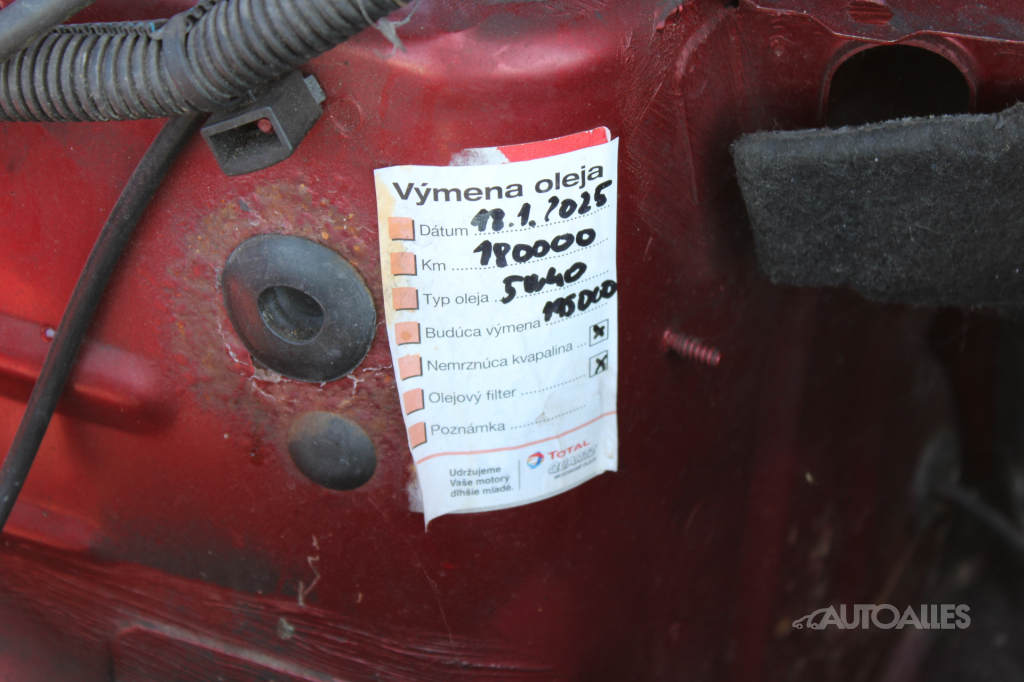 Výmena oleja
Dátum 18.1.2025
Km 180000
Typ oleja 5W40
Budúca výmena 195000
Nemrznúca kvapalina x
Olejový filter x
Poznámka
Udržujeme
Vaše motory
dlhšie mladé.
TOTAL
QUARTZ
AUTOALLES